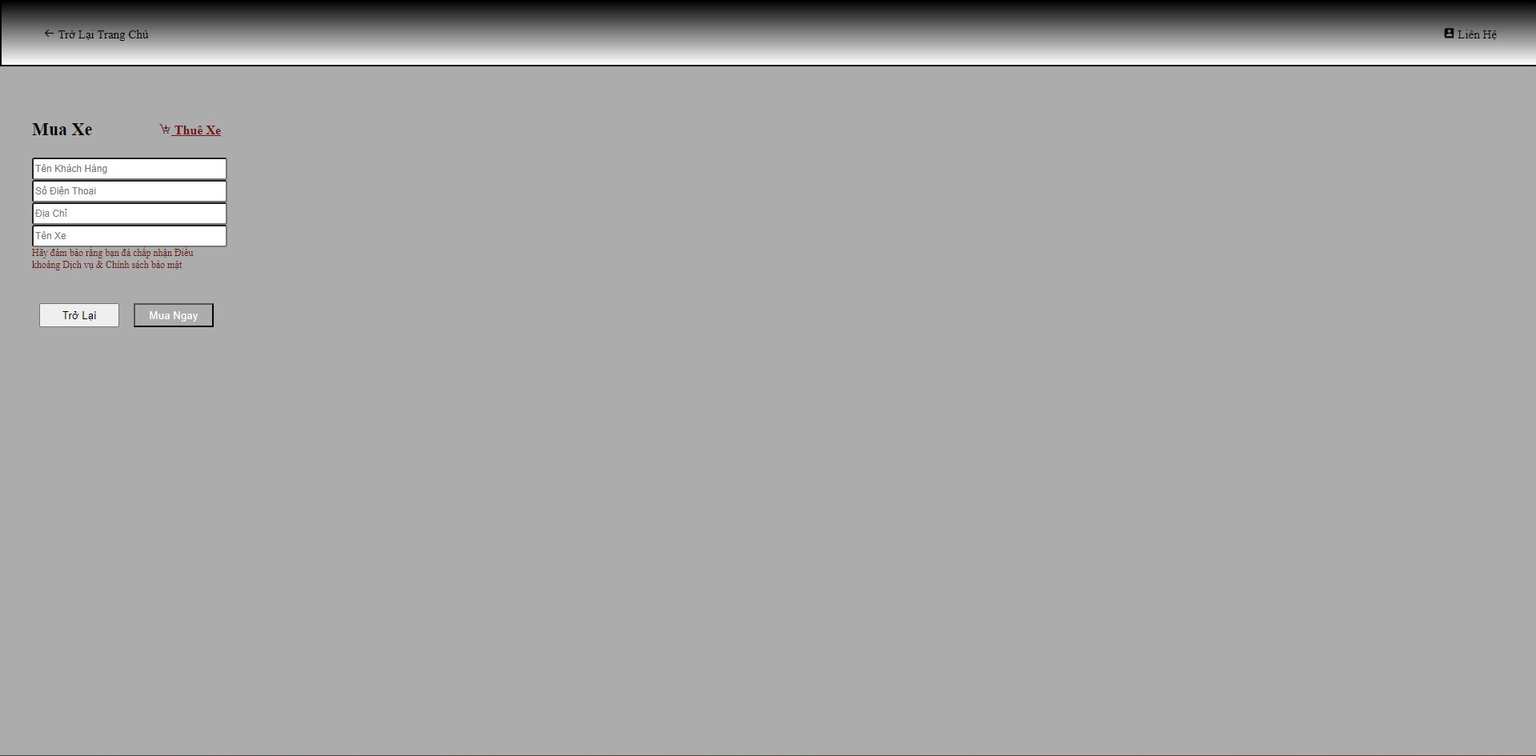 Trở Lại Trang Chủ
Liên Hệ
Mua Xe
Thuê Xe
Tên Khách Hàng
Số Điện Thoại
Địa Chỉ
Tên Xe
Hãy đảm bảo rằng bạn đã chấp nhận Điều
khoảng Dịch vụ & Chính sách bảo mật
Trở Lại
Mua Ngay